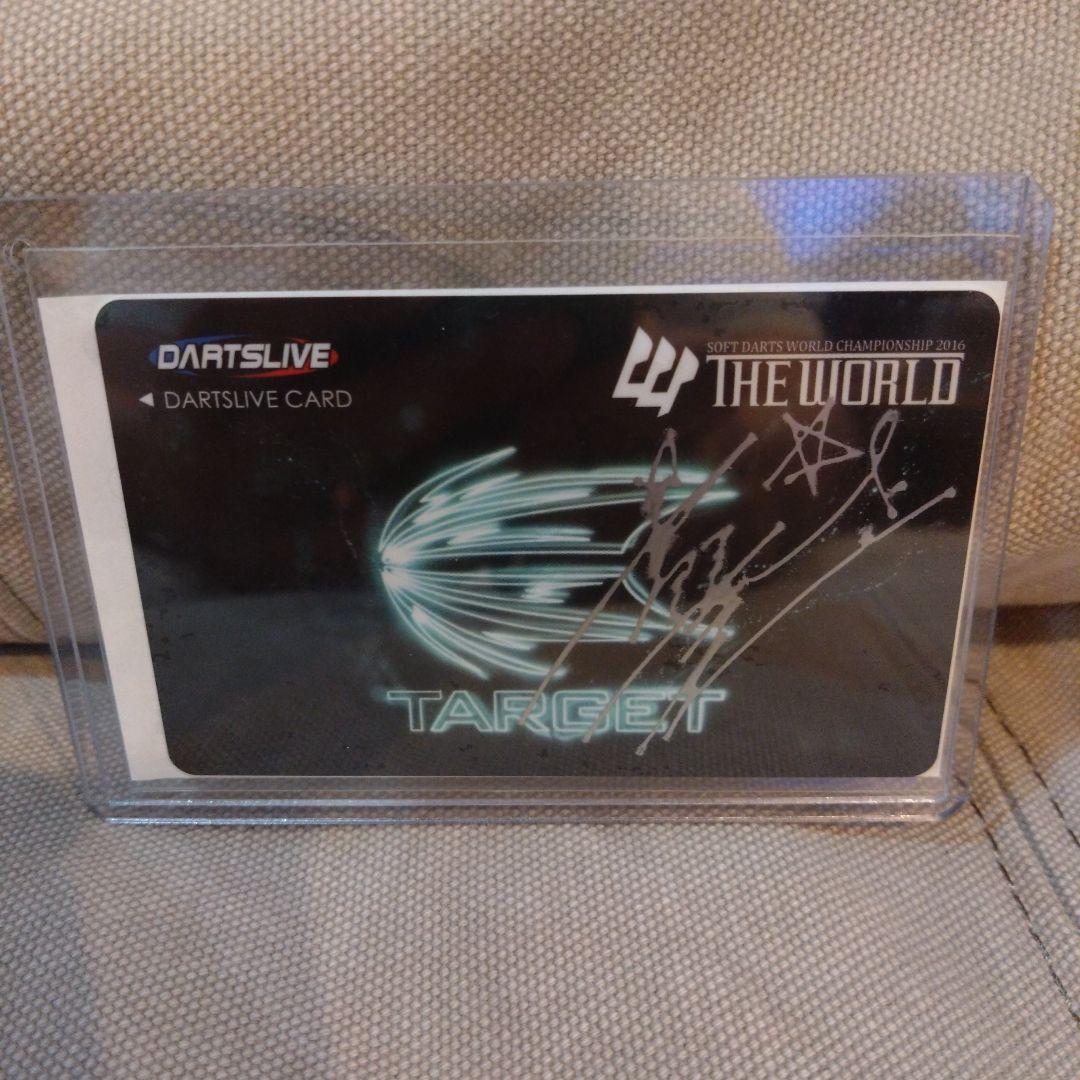 DARTSLIVE
◀ DARTSLIVE CARD
SOFT DARTS WORLD CHAMPIONSHIP 2016
THE WORLD
TARGET